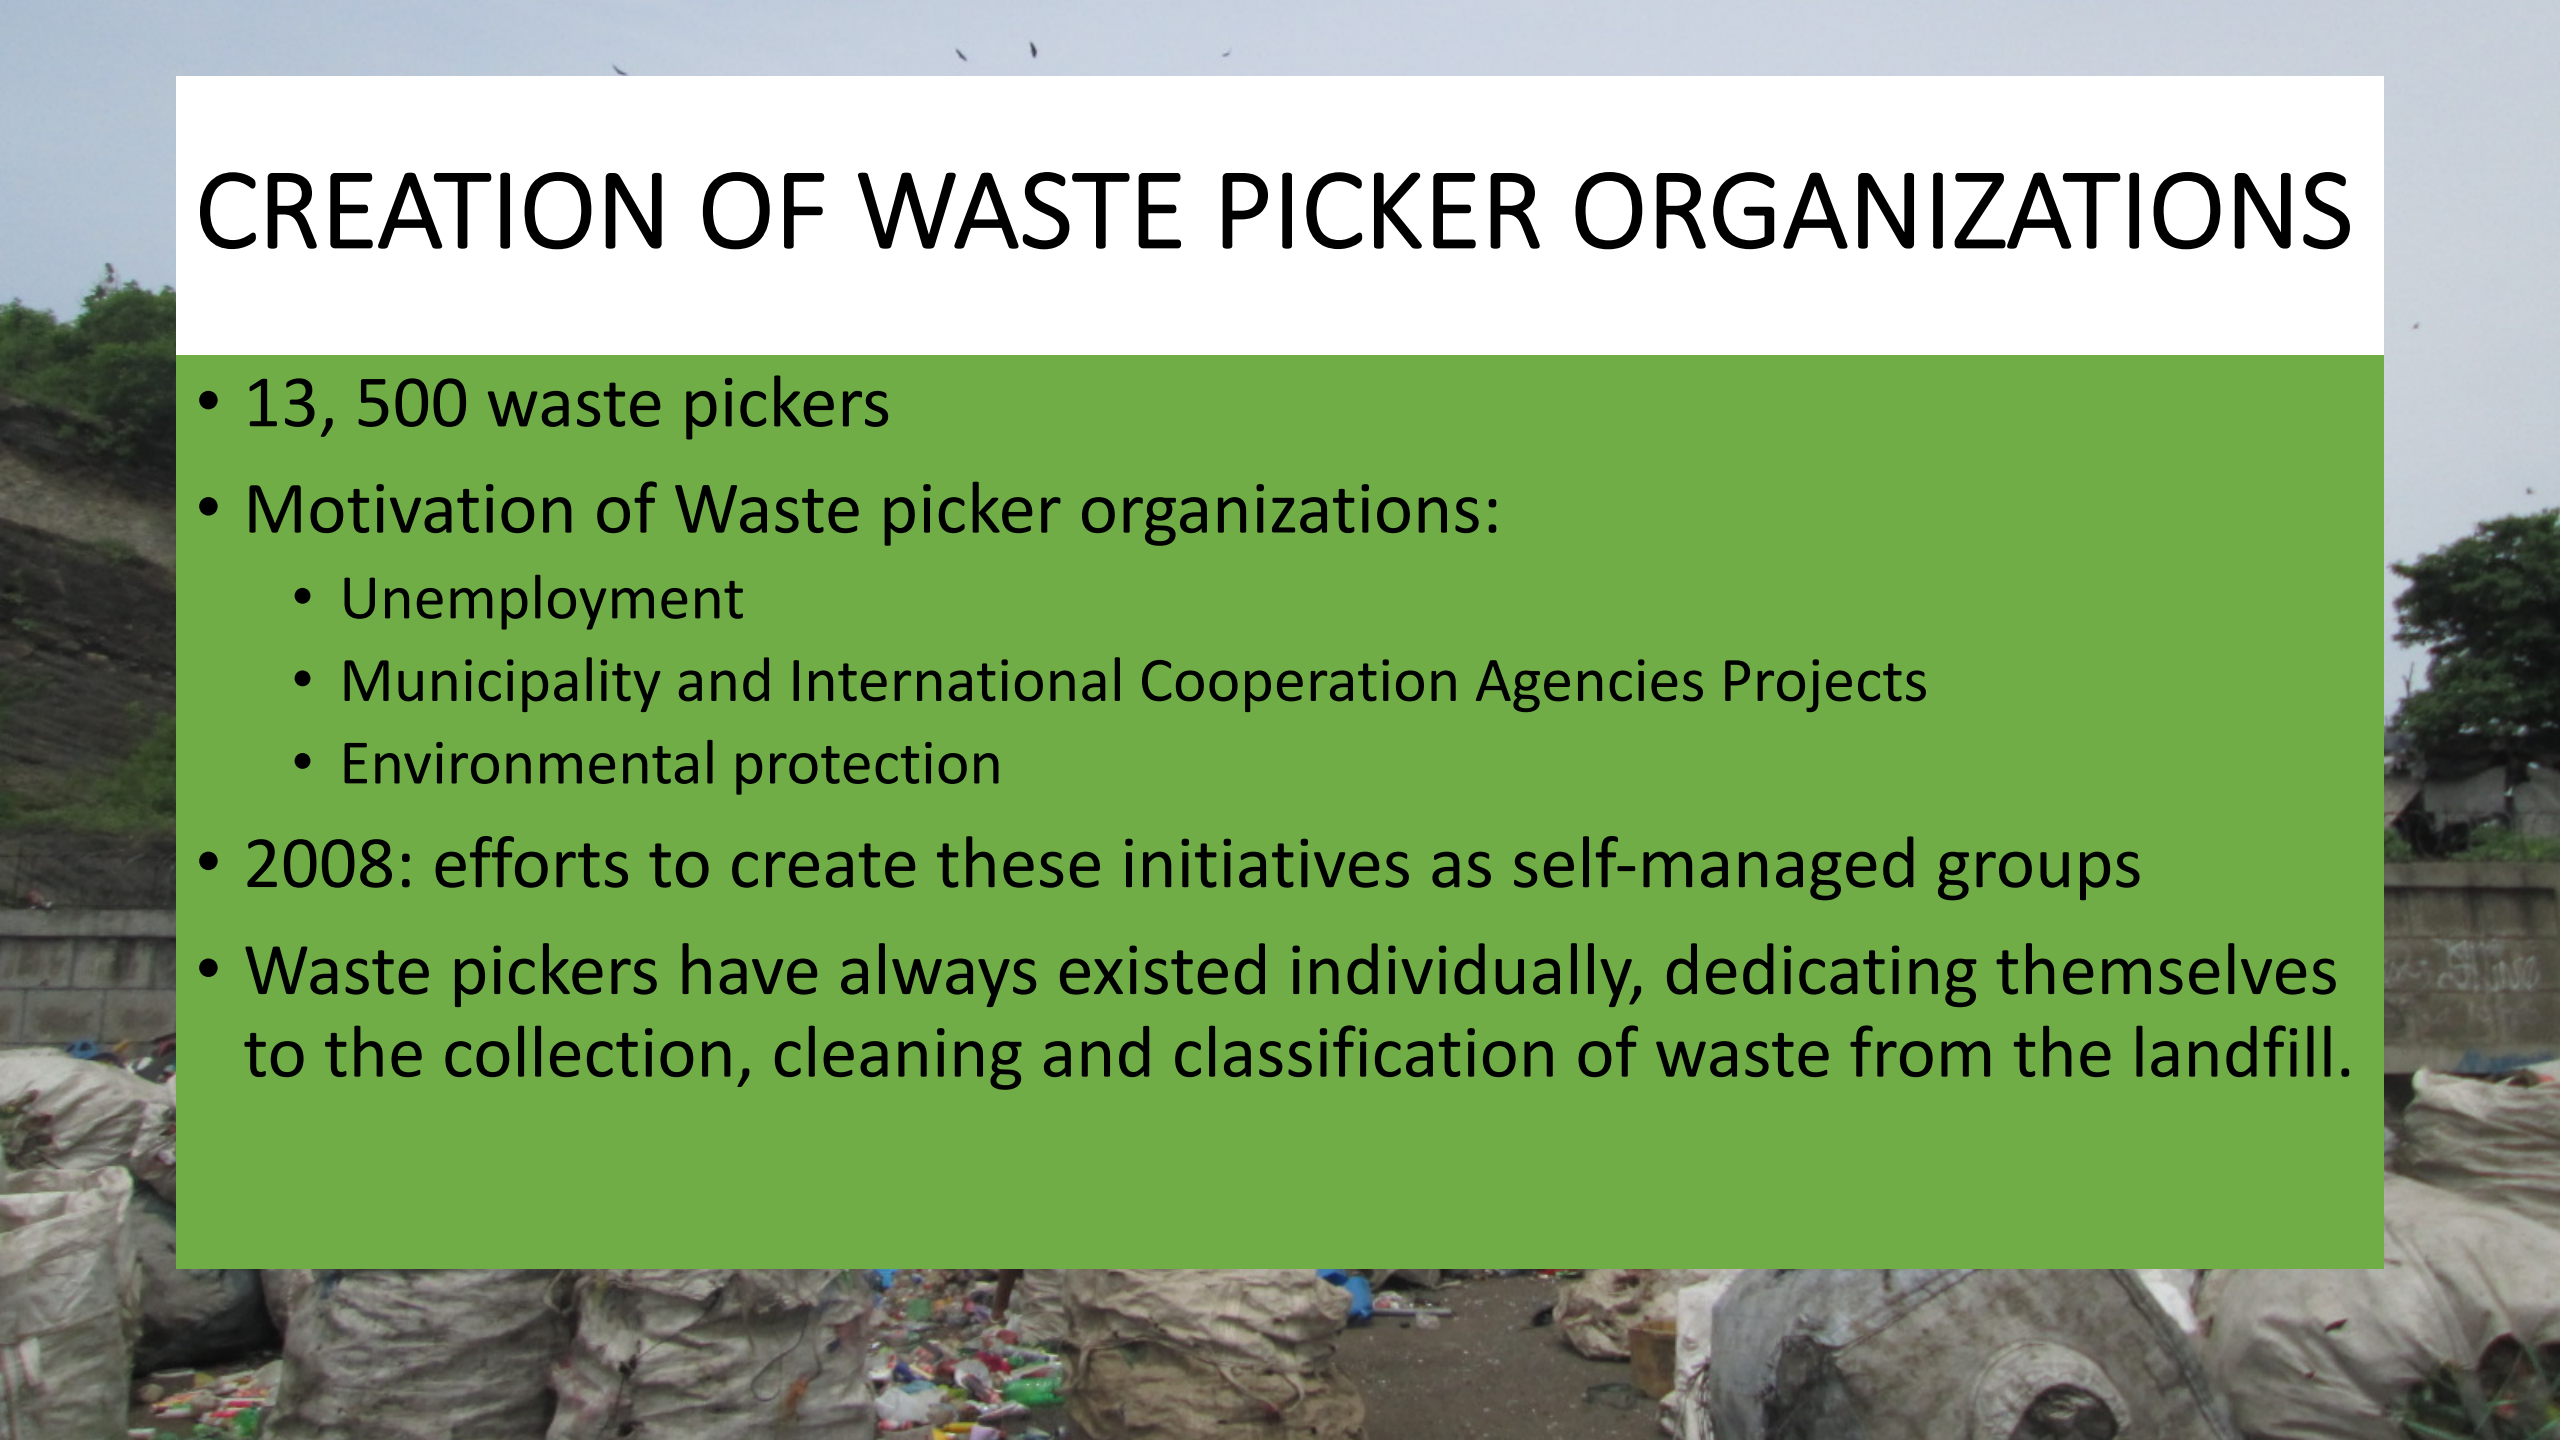 CREATION OF WASTE PICKER ORGANIZATIONS
• 13, 500 waste pickers
• Motivation of Waste picker organizations:
• Unemployment
• Municipality and International Cooperation Agencies Projects
• Environmental protection
• 2008: efforts to create these initiatives as self-managed groups
• Waste pickers have always existed individually, dedicating themselves
to the collection, cleaning and classification of waste from the landfill.